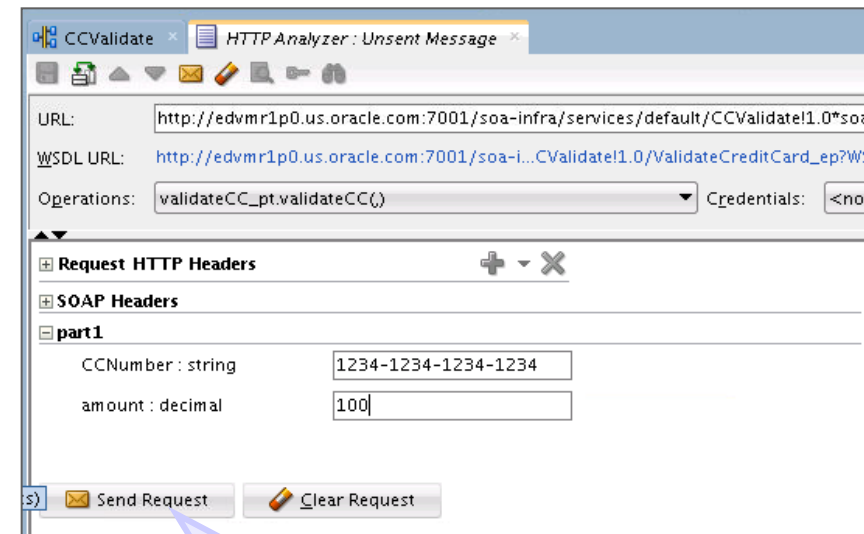 CCValidate
HTTP Analyzer : Unsent Message
URL: http://edvmr1p0.us.oracle.com:7001/soa-infra/services/default/CCValidate!1.0*soa
WSDL URL: http://edvmr1p0.us.oracle.com:7001/soa-i...CValidate!1.0/ValidateCreditCard_ep?WS
Operations: validateCC_pt.validateCC(,) Credentials: <no
Request HTTP Headers
SOAP Headers
part1
CCNumber : string 1234-1234-1234-1234
amount : decimal 100
s) Send Request Clear Request